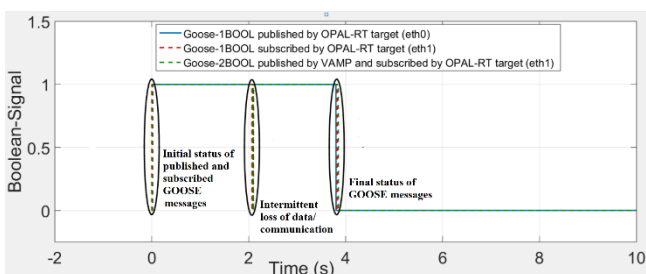 Goose-1BOOL published by OPAL-RT target (eth0)
Goose-1BOOL subscribed by OPAL-RT target (eth1)
Goose-2BOOL published by VAMP and subscribed by OPAL-RT target (eth1)
1.5
1
0.5
0
Boolean-Signal
Initial status of
published and
subscribed
GOOSE
messages
Intermittent
loss of data/
communication
Final status of
GOOSE messages
-2
0
2
4
6
8
10
Time (s)